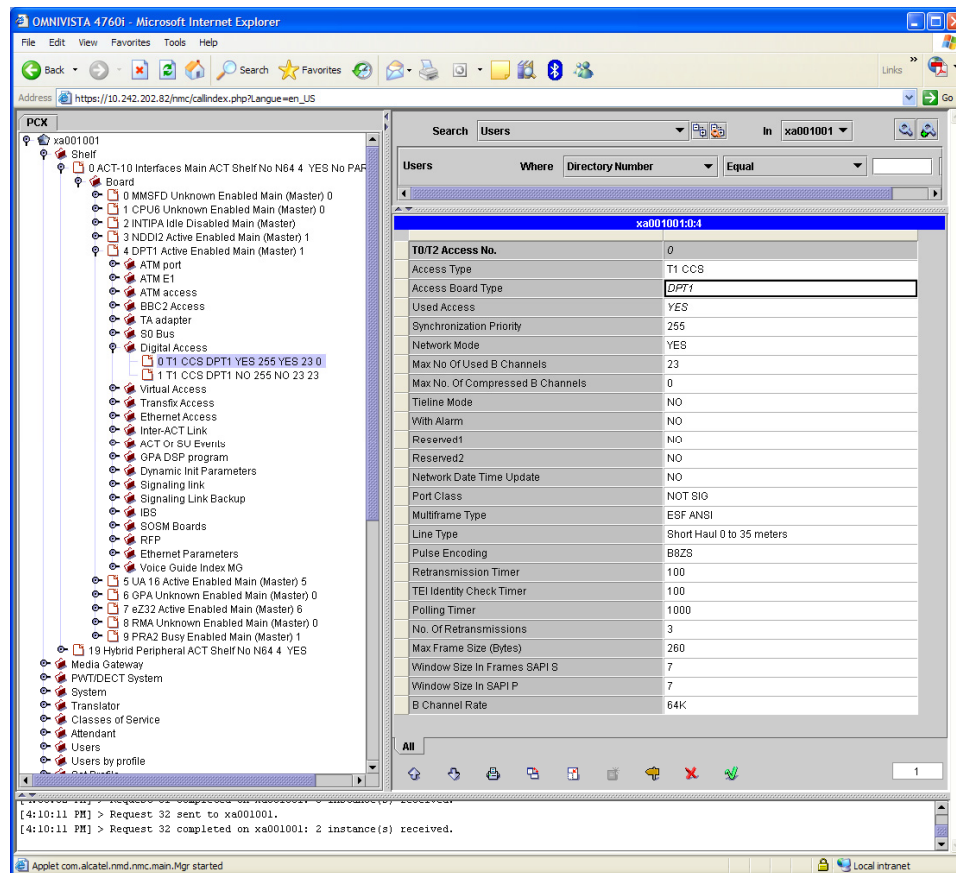 OMNIVISTA 4760i - Microsoft Internet Explorer
File Edit View Favorites Tools Help
Back Search Favorites Links »
Address https://10.242.202.82/nmc/callindex.php?Langue=en_US Go
PCX
xa001001
Shelf
0 ACT-10 Interfaces Main ACT Shelf No N64 4 YES No PAR
Board
0 MMSFD Unknown Enabled Main (Master) 0
1 CPU6 Unknown Enabled Main (Master) 0
2 INTIPA Idle Disabled Main (Master)
3 NDDI2 Active Enabled Main (Master) 1
4 DPT1 Active Enabled Main (Master) 1
ATM port
ATM E1
ATM access
BBC2 Access
TA adapter
S0 Bus
Digital Access
0 T1 CCS DPT1 YES 255 YES 23 0
1 T1 CCS DPT1 NO 255 NO 23 23
Virtual Access
Transfix Access
Ethernet Access
Inter-ACT Link
ACT Or SU Events
GPA DSP program
Dynamic Init Parameters
Signaling link
Signaling Link Backup
IBS
SOSM Boards
RFP
Ethernet Parameters
Voice Guide Index MG
5 UA 16 Active Enabled Main (Master) 5
6 GPA Unknown Enabled Main (Master) 0
7 eZ32 Active Enabled Main (Master) 6
8 RMA Unknown Enabled Main (Master) 0
9 PRA2 Busy Enabled Main (Master) 1
19 Hybrid Peripheral ACT Shelf No N64 4 YES
Media Gateway
PWT/DECT System
System
Translator
Classes of Service
Attendant
Users
Users by profile
Search Users In xa001001
Users Where Directory Number Equal
xa001001:0:4
T0/T2 Access No. 0
Access Type T1 CCS
Access Board Type DPT1
Used Access YES
Synchronization Priority 255
Network Mode YES
Max No Of Used B Channels 23
Max No. Of Compressed B Channels 0
Tieline Mode NO
With Alarm NO
Reserved1 NO
Reserved2 NO
Network Date Time Update NO
Port Class NOT SIG
Multiframe Type ESF ANSI
Line Type Short Haul 0 to 35 meters
Pulse Encoding B8ZS
Retransmission Timer 100
TEI Identity Check Timer 100
Polling Timer 1000
No. Of Retransmissions 3
Max Frame Size (Bytes) 260
Window Size In Frames SAPI S 7
Window Size In SAPI P 7
B Channel Rate 64K
All
1
[4:10:11 PM] > Request 32 sent to xa001001.
[4:10:11 PM] > Request 32 completed on xa001001: 2 instance(s) received.
Applet com.alcatel.nmd.nmc.main.Mgr started Local intranet